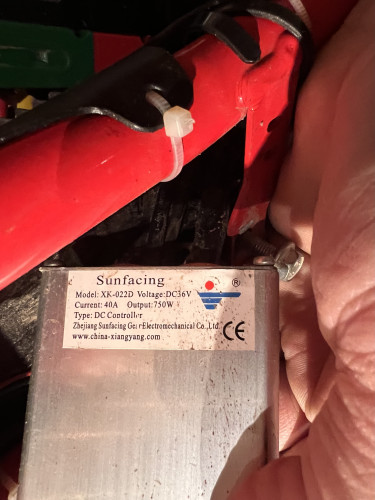 Sunfacing
®
Model: XK-022D Voltage:DC36V
Current: 40A Output:750W
Type: DC Controller
Zhejiang Sunfacing Gear Electromechanical Co.,Ltd.
www.china-xiangyang.com
CE